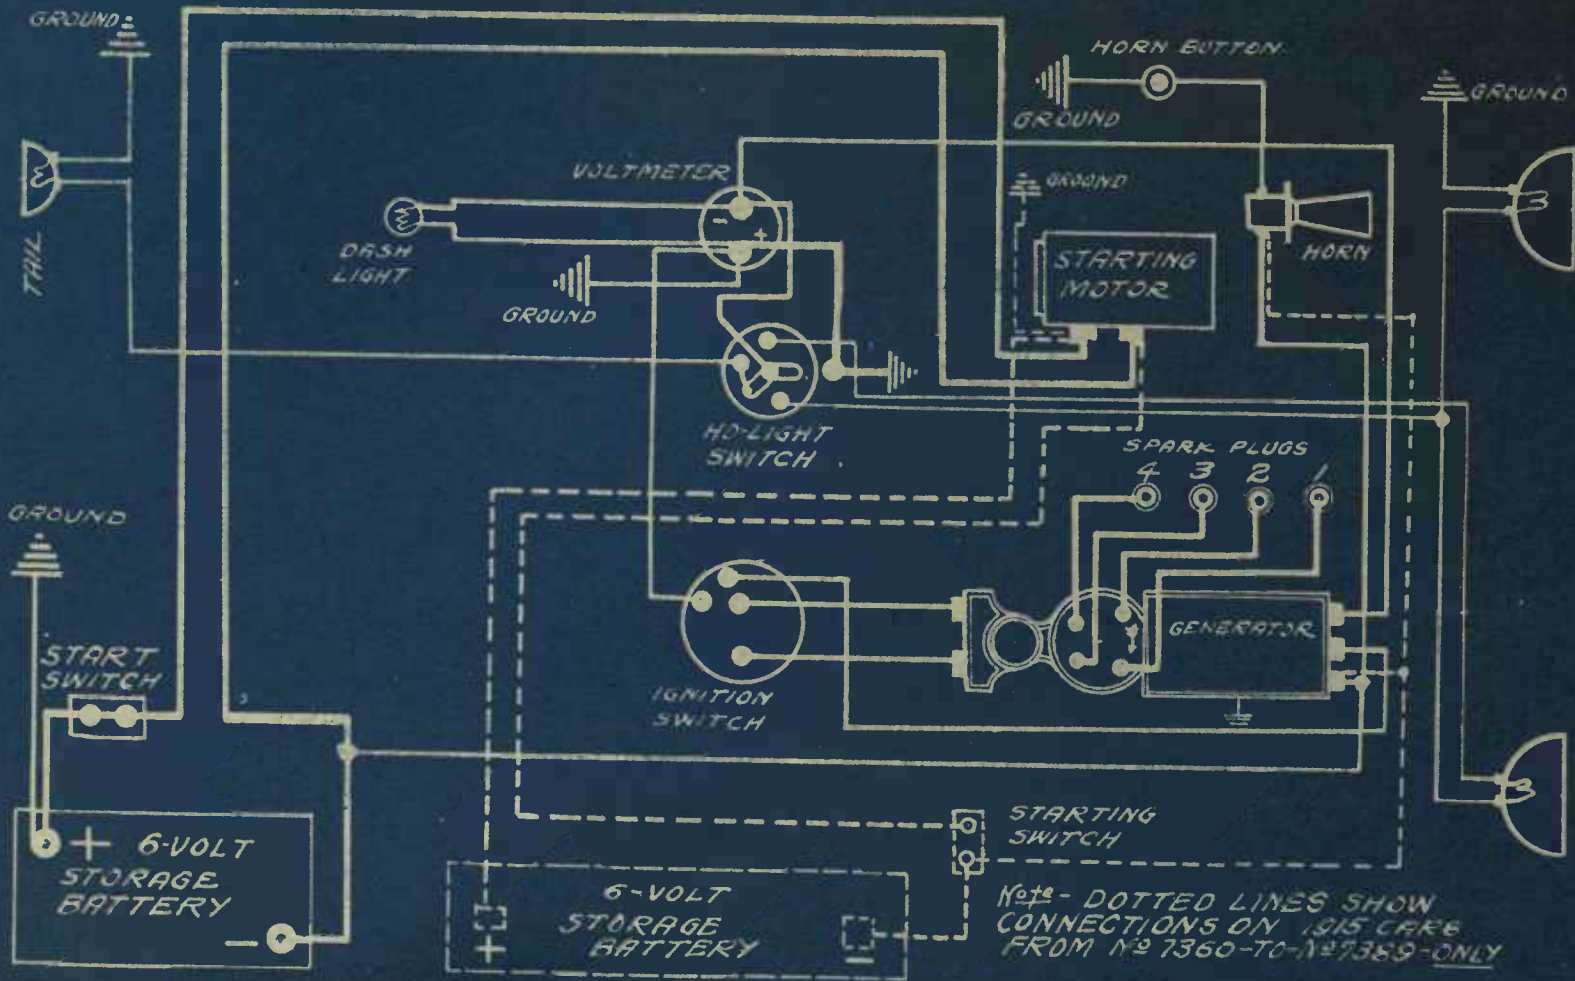 GROUND
HORN BUTTON
GROUND
GROUND
VOLTMETER
GROUND
-
+
TAIL
DASH
LIGHT
STARTING
MOTOR
HORN
GROUND
HD-LIGHT
SWITCH
SPARK PLUGS
4 3 2 1
GROUND
START
SWITCH
IGNITION
SWITCH
GENERATOR
+ 6-VOLT
STORAGE
BATTERY
-
STARTING
SWITCH
6-VOLT
STORAGE
BATTERY
+
-
Note- DOTTED LINES SHOW
CONNECTIONS ON 1915 CARS
FROM No 7360-TO-No 7389-ONLY